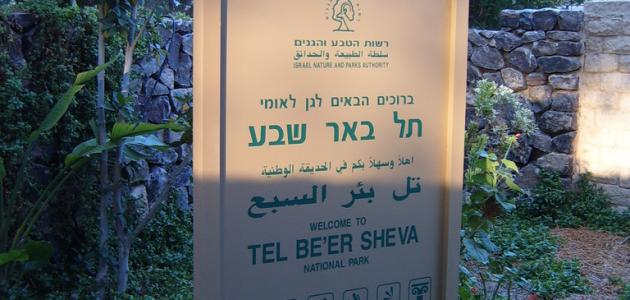 רשות הטבע והגנים
سلطة الطبيعة والحدائق
ISRAEL NATURE AND PARKS AUTHORITY
ברוכים הבאים לגן לאומי
תל באר שבע
اهلاً وسهلاً بكم في الحديقة الوطنية
تل بئر السبع
WELCOME TO
TEL BE'ER SHEVA
NATIONAL PARK